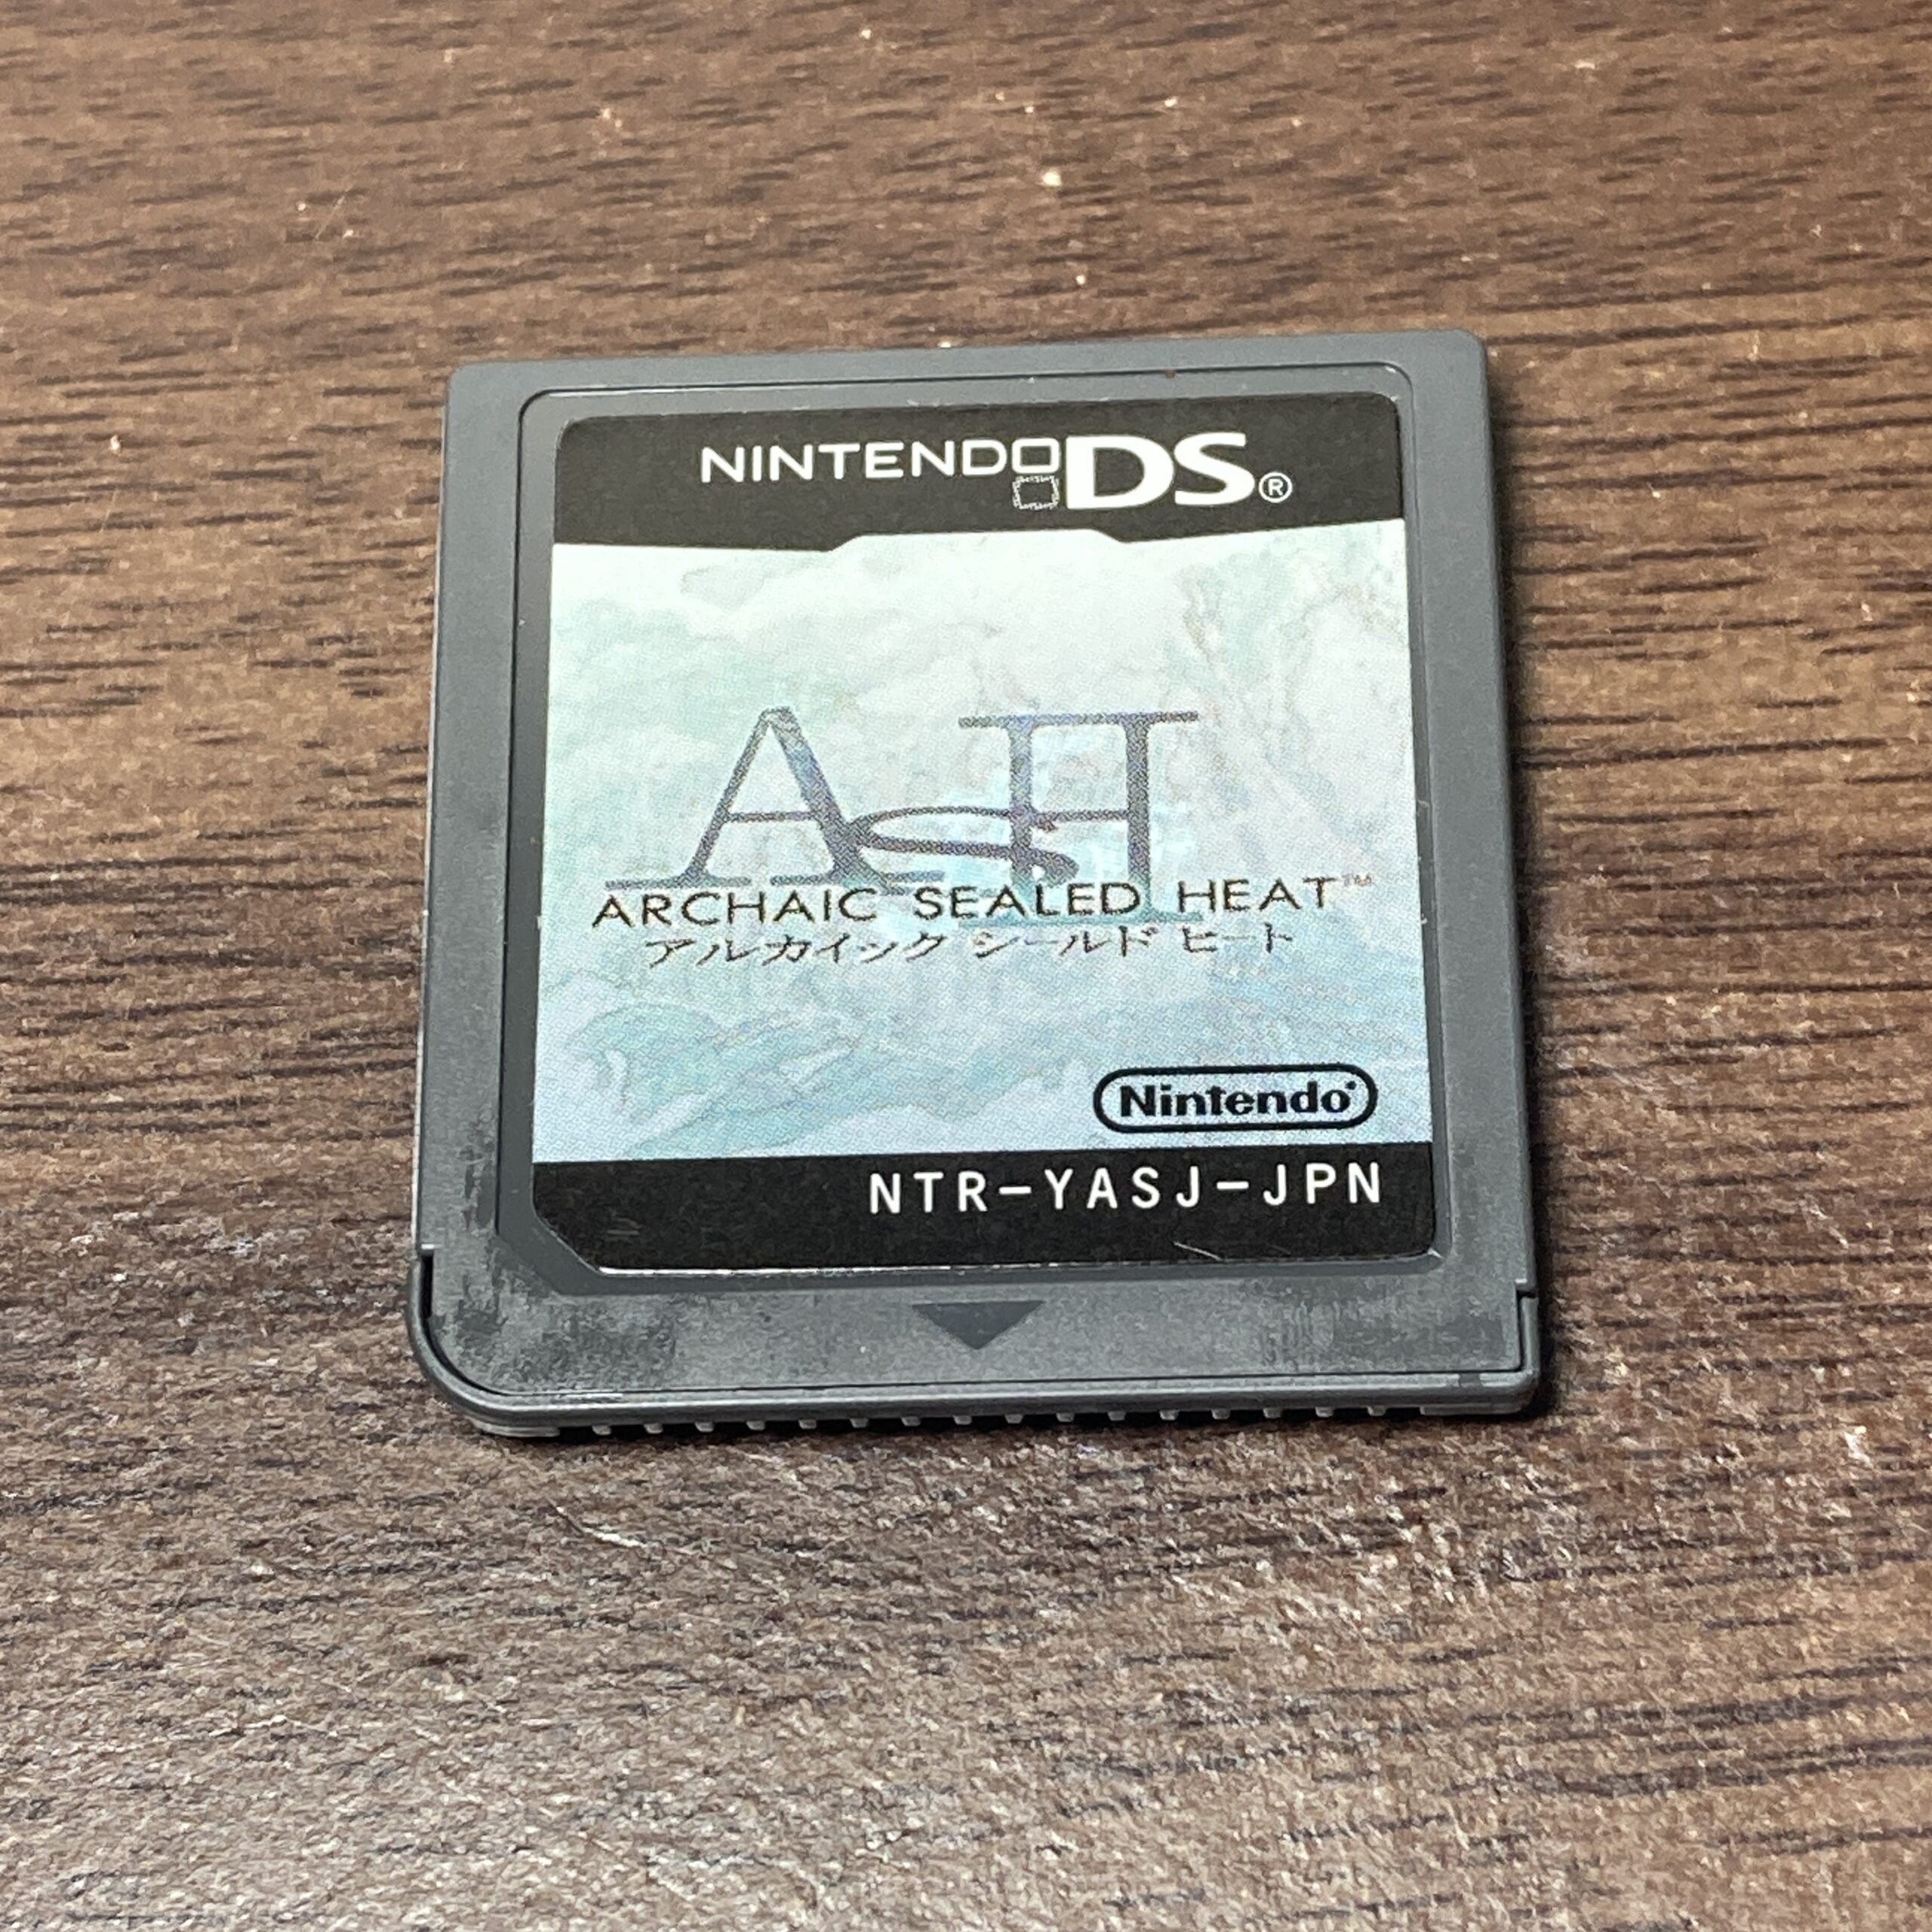 NINTENDO DS®
AsH
ARCHAIC SEALED HEAT™
アルカイック シールド ヒート
Nintendo®
NTR-YASJ-JPN